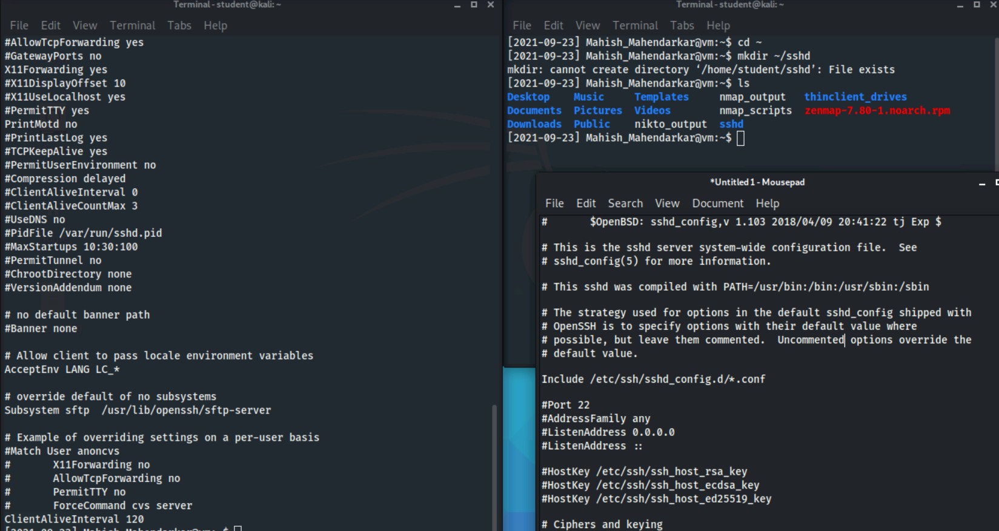 Terminal - student@kali: ~
File Edit View Terminal Tabs Help
#AllowTcpForwarding yes
#GatewayPorts no
X11Forwarding yes
#X11DisplayOffset 10
#X11UseLocalhost yes
#PermitTTY yes
PrintMotd no
#PrintLastLog yes
#TCPKeepAlive yes
#PermitUserEnvironment no
#Compression delayed
#ClientAliveInterval 0
#ClientAliveCountMax 3
#UseDNS no
#PidFile /var/run/sshd.pid
#MaxStartups 10:30:100
#PermitTunnel no
#ChrootDirectory none
#VersionAddendum none
# no default banner path
#Banner none
# Allow client to pass locale environment variables
AcceptEnv LANG LC_*
# override default of no subsystems
Subsystem sftp  /usr/lib/openssh/sftp-server
# Example of overriding settings on a per-user basis
#Match User anoncvs
#       X11Forwarding no
#       AllowTcpForwarding no
#       PermitTTY no
#       ForceCommand cvs server
ClientAliveInterval 120
[2021-09-23] Mahish_Mahendarkar@vm:~$
Terminal - student@kali: ~
File Edit View Terminal Tabs Help
[2021-09-23] Mahish_Mahendarkar@vm:~$ cd ~
[2021-09-23] Mahish_Mahendarkar@vm:~$ mkdir ~/sshd
mkdir: cannot create directory ‘/home/student/sshd’: File exists
[2021-09-23] Mahish_Mahendarkar@vm:~$ ls
Desktop    Music     Templates     nmap_output   thinclient_drives
Documents  Pictures  Videos        nmap_scripts  zenmap-7.80-1.noarch.rpm
Downloads  Public    nikto_output  sshd
[2021-09-23] Mahish_Mahendarkar@vm:~$
*Untitled 1 - Mousepad
File Edit Search View Document Help
#       $OpenBSD: sshd_config,v 1.103 2018/04/09 20:41:22 tj Exp $
# This is the sshd server system-wide configuration file.  See
# sshd_config(5) for more information.
# This sshd was compiled with PATH=/usr/bin:/bin:/usr/sbin:/sbin
# The strategy used for options in the default sshd_config shipped with
# OpenSSH is to specify options with their default value where
# possible, but leave them commented.  Uncommented options override the
# default value.
Include /etc/ssh/sshd_config.d/*.conf
#Port 22
#AddressFamily any
#ListenAddress 0.0.0.0
#ListenAddress ::
#HostKey /etc/ssh/ssh_host_rsa_key
#HostKey /etc/ssh/ssh_host_ecdsa_key
#HostKey /etc/ssh/ssh_host_ed25519_key
# Ciphers and keying